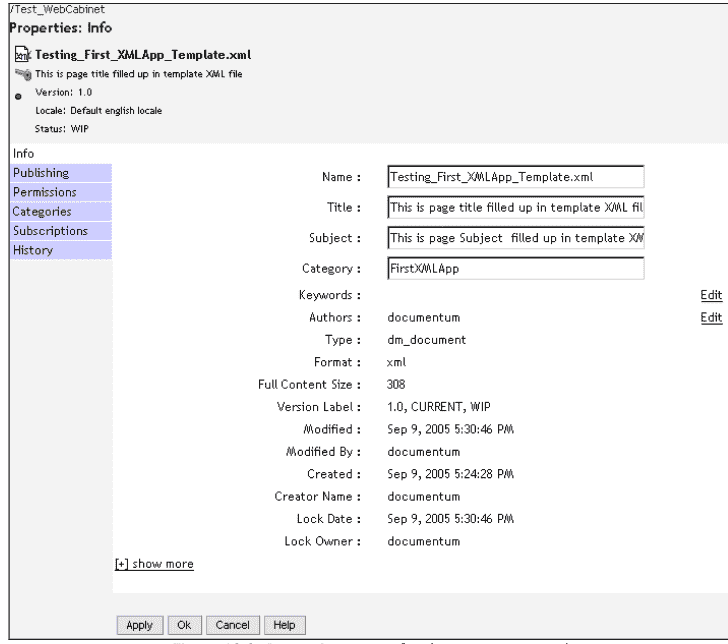 /Test_WebCabinet
Properties: Info
Testing_First_XMLApp_Template.xml
This is page title filled up in template XML file
Version: 1.0
Locale: Default english locale
Status: WIP
Info
Publishing
Permissions
Categories
Subscriptions
History
Name : Testing_First_XMLApp_Template.xml
Title : This is page title filled up in template XML fil
Subject : This is page Subject filled up in template XM
Category : FirstXMLApp
Keywords : Edit
Authors : documentum Edit
Type : dm_document
Format : xml
Full Content Size : 308
Version Label : 1.0, CURRENT, WIP
Modified : Sep 9, 2005 5:30:46 PM
Modified By : documentum
Created : Sep 9, 2005 5:24:28 PM
Creator Name : documentum
Lock Date : Sep 9, 2005 5:30:46 PM
Lock Owner : documentum
[+] show more
Apply Ok Cancel Help